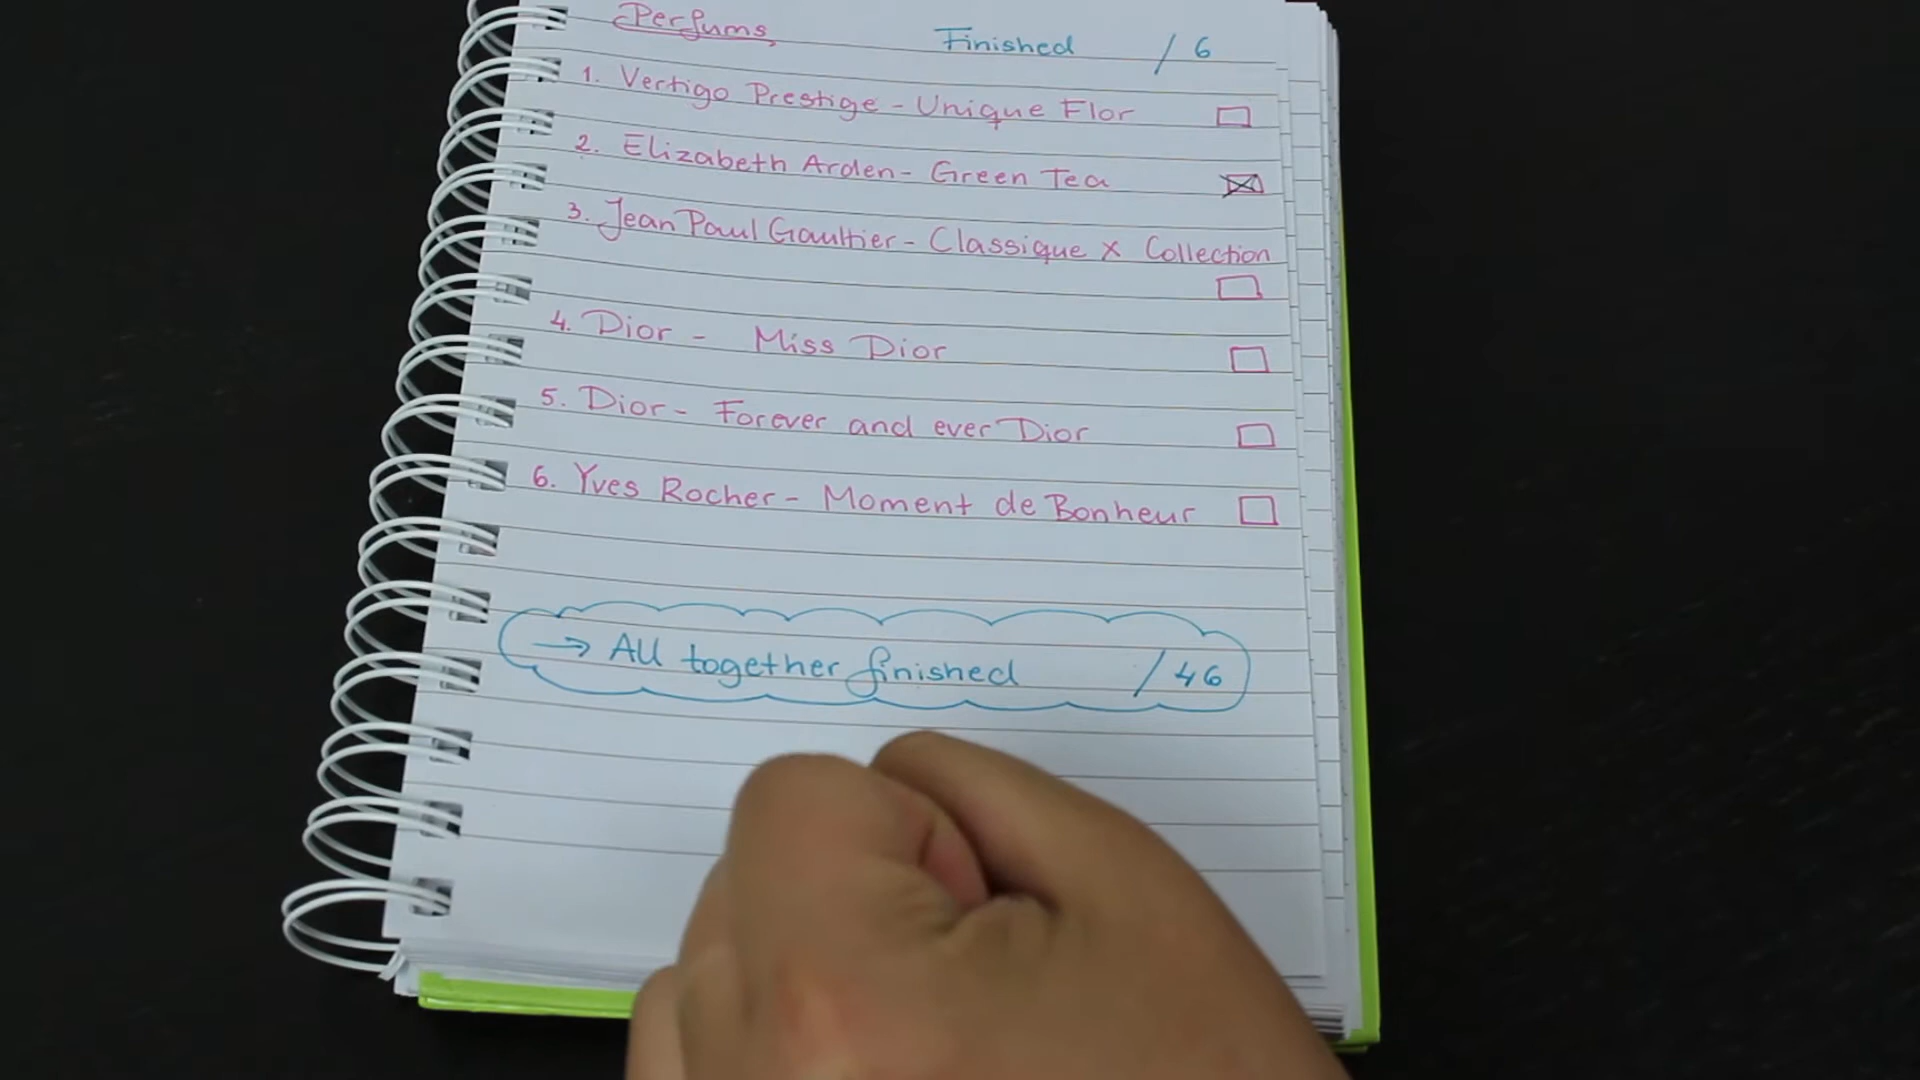 Perfums
Finished / 6
1. Vertigo Prestige - Unique Flor
2. Elizabeth Arden - Green Tea
3. Jean Paul Gaultier - Classique X Collection
4. Dior - Miss Dior
5. Dior - Forever and ever Dior
6. Yves Rocher - Moment de Bonheur
→ All together finished / 46